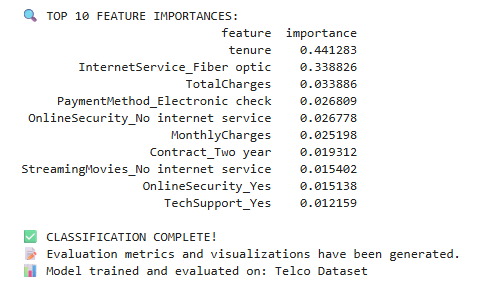 🔍 TOP 10 FEATURE IMPORTANCES:
feature importance
tenure 0.441283
InternetService_Fiber optic 0.338826
TotalCharges 0.033886
PaymentMethod_Electronic check 0.026809
OnlineSecurity_No internet service 0.026778
MonthlyCharges 0.025198
Contract_Two year 0.019312
StreamingMovies_No internet service 0.015402
OnlineSecurity_Yes 0.015138
TechSupport_Yes 0.012159
✅ CLASSIFICATION COMPLETE!
📝 Evaluation metrics and visualizations have been generated.
📊 Model trained and evaluated on: Telco Dataset